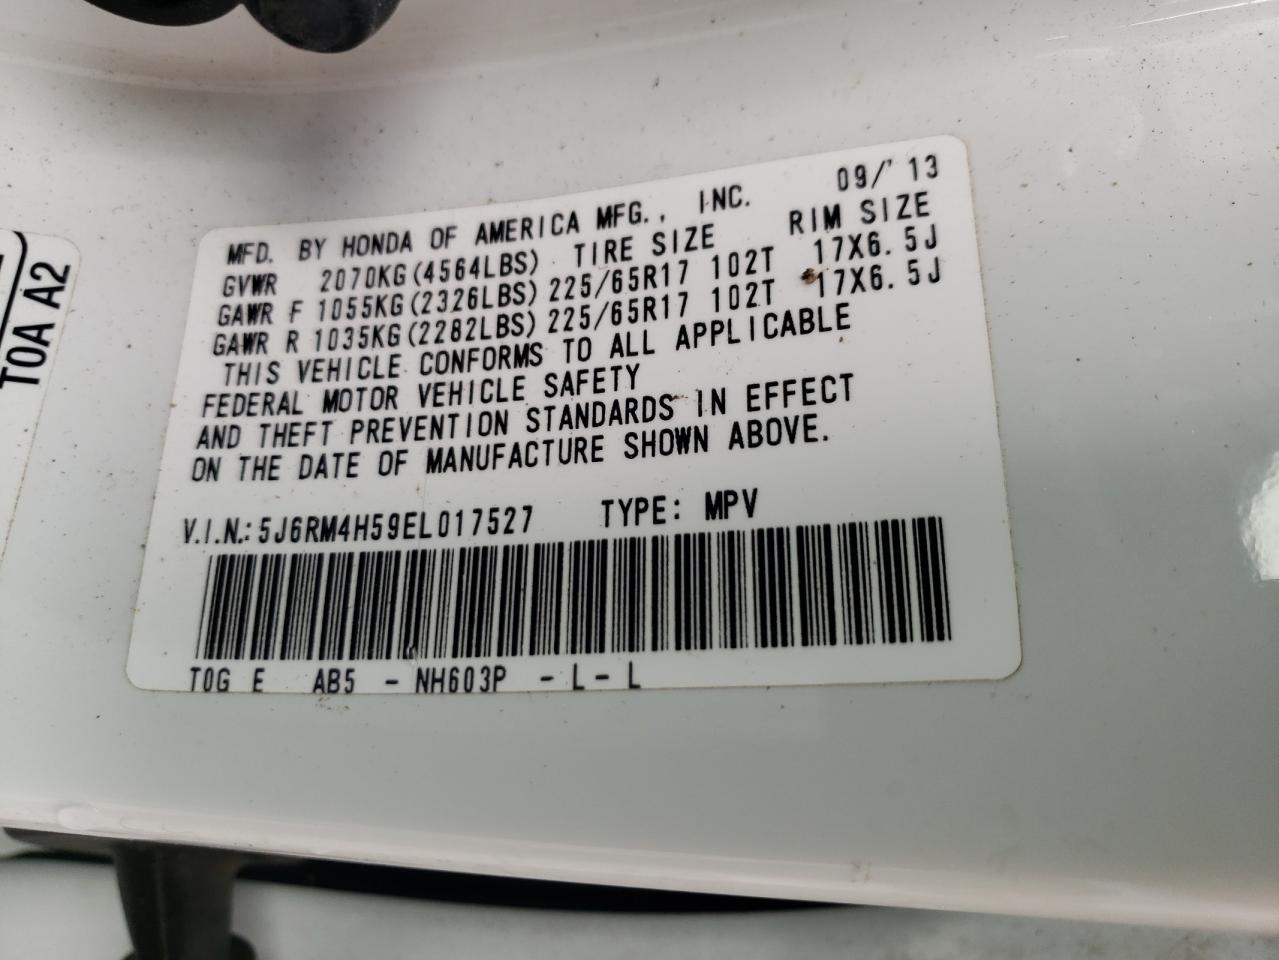 MFD. BY HONDA OF AMERICA MFG., INC. 09/'13
GVWR 2070KG(4564LBS) TIRE SIZE RIM SIZE
GAWR F 1055KG(2326LBS) 225/65R17 102T 17X6.5J
GAWR R 1035KG(2282LBS) 225/65R17 102T 17X6.5J
THIS VEHICLE CONFORMS TO ALL APPLICABLE
FEDERAL MOTOR VEHICLE SAFETY
AND THEFT PREVENTION STANDARDS IN EFFECT
ON THE DATE OF MANUFACTURE SHOWN ABOVE.
V.I.N.: 5J6RM4H59EL017527 TYPE: MPV
T0G E AB5 - NH603P - L - L
T0A A2